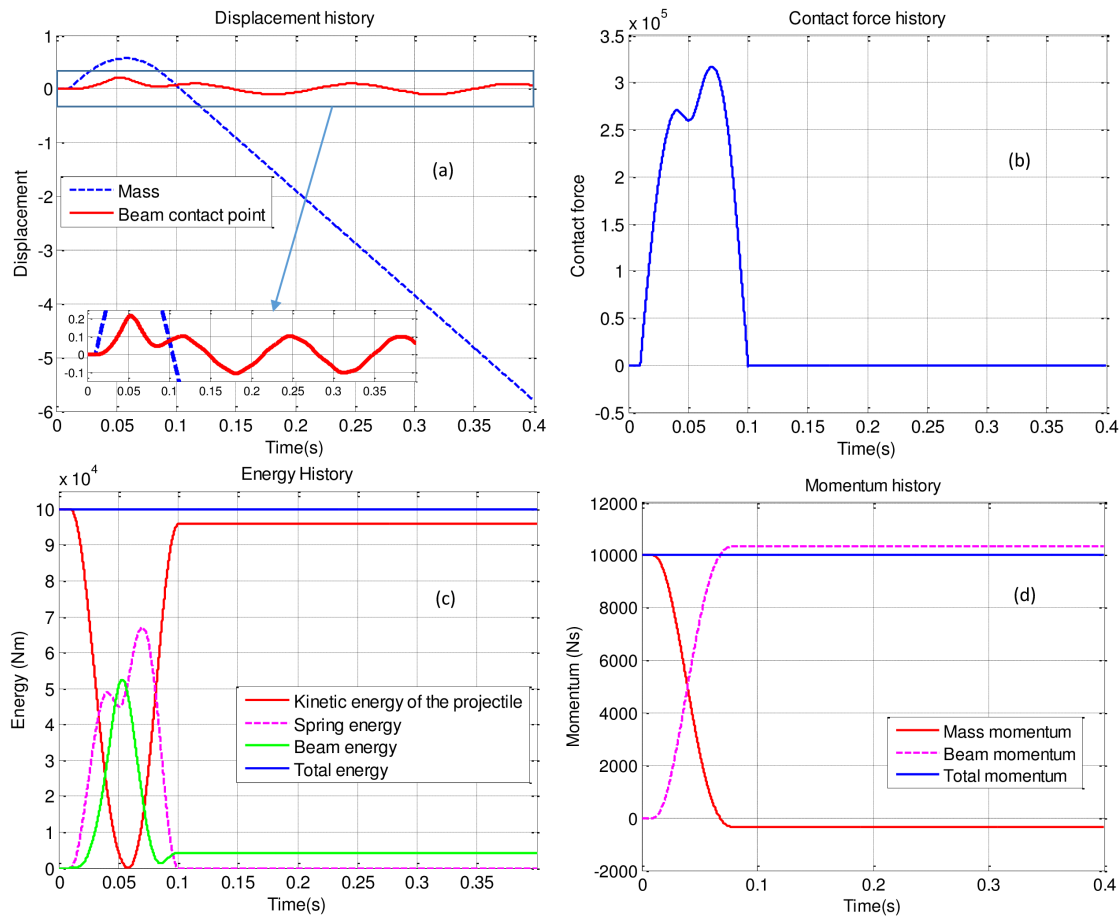 Displacement history
1
0
-1
-2
-3
-4
-5
-6
Displacement
(a)
Mass
Beam contact point
0.2
0.1
0
-0.1
0 0.05 0.1 0.15 0.2 0.25 0.3 0.35
0 0.05 0.1 0.15 0.2 0.25 0.3 0.35 0.4
Time(s)
Contact force history
x 10^5
3.5
3
2.5
2
1.5
1
0.5
0
-0.5
Contact force
(b)
0 0.05 0.1 0.15 0.2 0.25 0.3 0.35 0.4
Time(s)
Energy History
x 10^4
10
9
8
7
6
5
4
3
2
1
0
Energy (Nm)
(c)
Kinetic energy of the projectile
Spring energy
Beam energy
Total energy
0 0.05 0.1 0.15 0.2 0.25 0.3 0.35
Time(s)
Momentum history
12000
10000
8000
6000
4000
2000
0
-2000
Momentum (Ns)
(d)
Mass momentum
Beam momentum
Total momentum
0 0.1 0.2 0.3 0.4
Time(s)